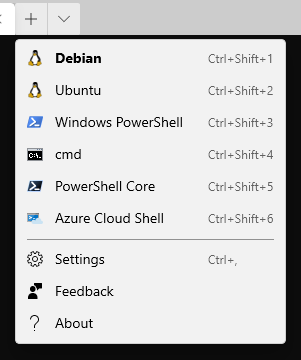 Debian Ctrl+Shift+1
Ubuntu Ctrl+Shift+2
Windows PowerShell Ctrl+Shift+3
cmd Ctrl+Shift+4
PowerShell Core Ctrl+Shift+5
Azure Cloud Shell Ctrl+Shift+6
Settings Ctrl+,
Feedback
? About